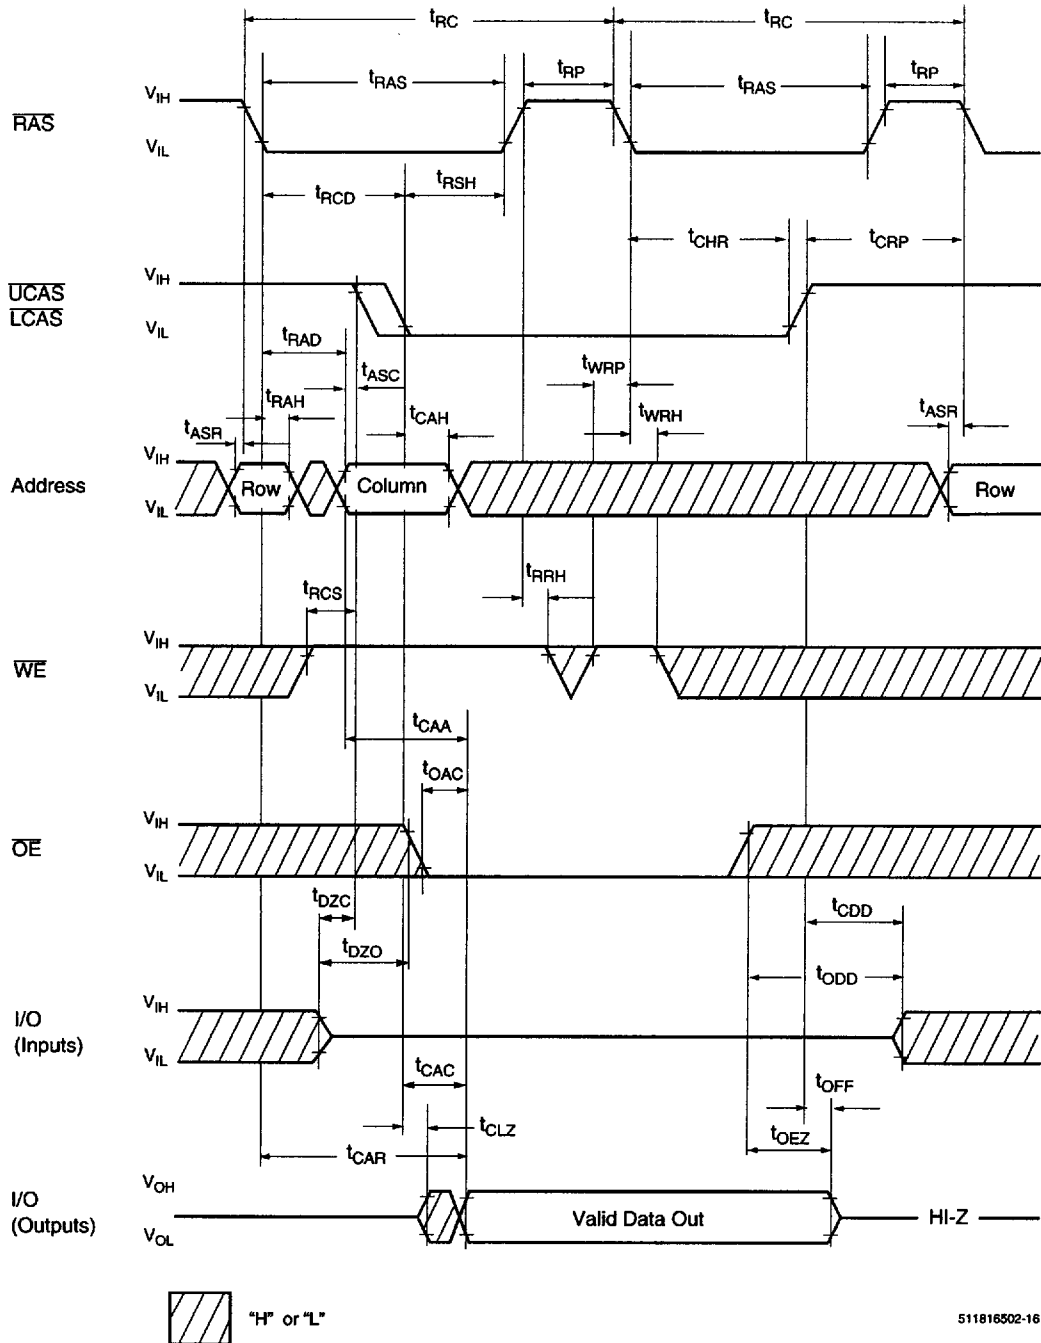 tRC tRC
tRAS tRP tRAS tRP
RAS VIH
VIL
tRCD tRSH
tCHR tCRP
UCAS VIH
LCAS VIL
tRAD
tASC tWRP
tRAH tCAH tWRH
tASR tASR
Address VIH
Row Column Row
VIL
tRRH
tRCS
WE VIH
VIL
tCAA
tOAC
OE VIH
VIL
tDZC tCDD
tDZO tODD
I/O VIH
(Inputs) VIL
tCAC tOFF
tCLZ tOEZ
tCAR
I/O VOH
(Outputs) Valid Data Out HI-Z
VOL
"H" or "L"
511816502-16